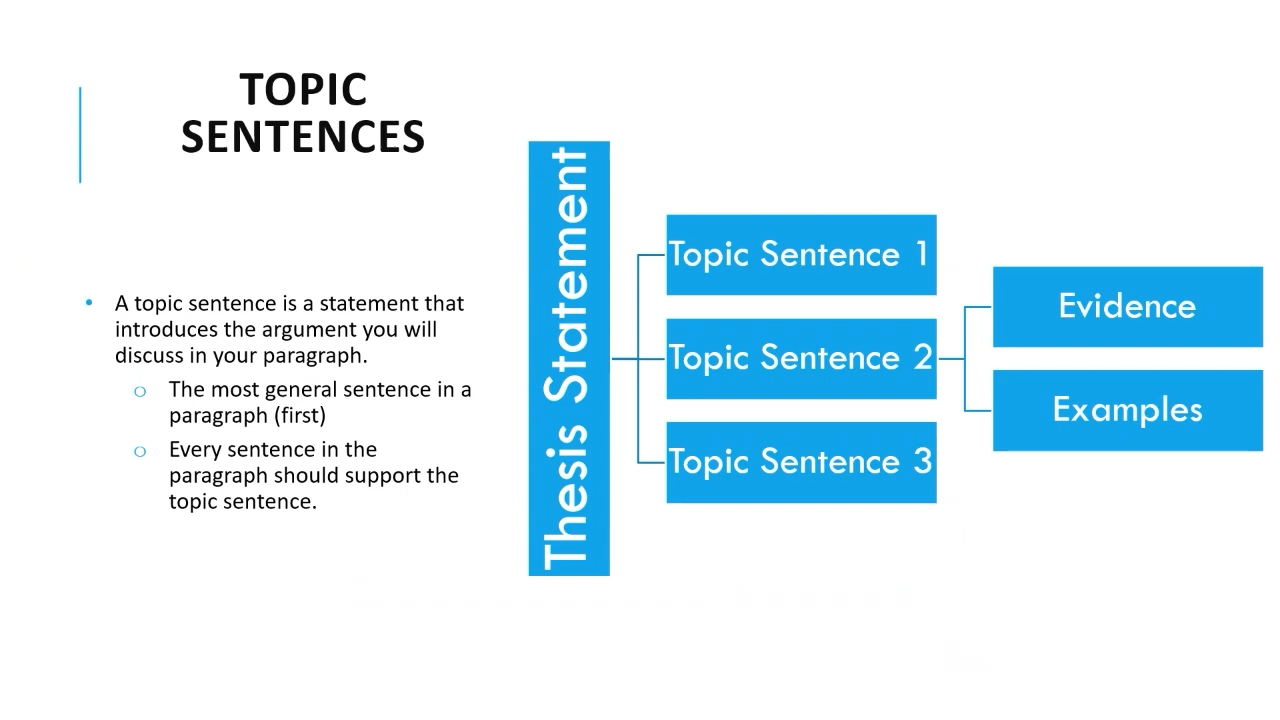 TOPIC
SENTENCES
• A topic sentence is a statement that
introduces the argument you will
discuss in your paragraph.
o The most general sentence in a
paragraph (first)
o Every sentence in the
paragraph should support the
topic sentence.
Thesis Statement
Topic Sentence 1
Topic Sentence 2
Topic Sentence 3
Evidence
Examples